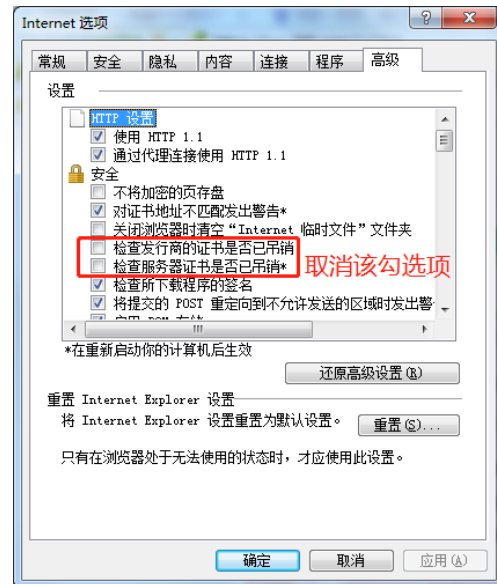 Internet 选项
常规 安全 隐私 内容 连接 程序 高级
设置
HTTP 设置
使用 HTTP 1.1
通过代理连接使用 HTTP 1.1
安全
不将加密的页存盘
对证书地址不匹配发出警告*
关闭浏览器时清空“Internet 临时文件”文件夹
检查发行商的证书是否已吊销
检查服务器证书是否已吊销*
取消该勾选项
检查所下载程序的签名
将提交的 POST 重定向到不允许发送的区域时发出警
启用 DOM 存储
*在重新启动你的计算机后生效
还原高级设置(R)
重置 Internet Explorer 设置
将 Internet Explorer 设置重置为默认设置。
重置(S)...
只有在浏览器处于无法使用的状态时，才应使用此设置。
确定 取消 应用(A)